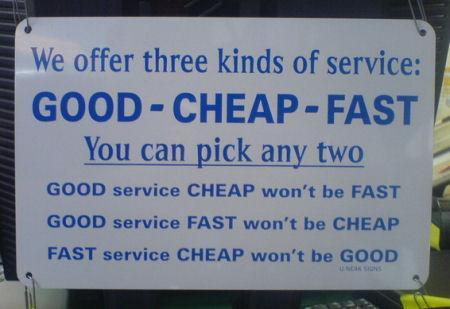 We offer three kinds of service:
GOOD - CHEAP - FAST
You can pick any two
GOOD service CHEAP won't be FAST
GOOD service FAST won't be CHEAP
FAST service CHEAP won't be GOOD
SIGNS